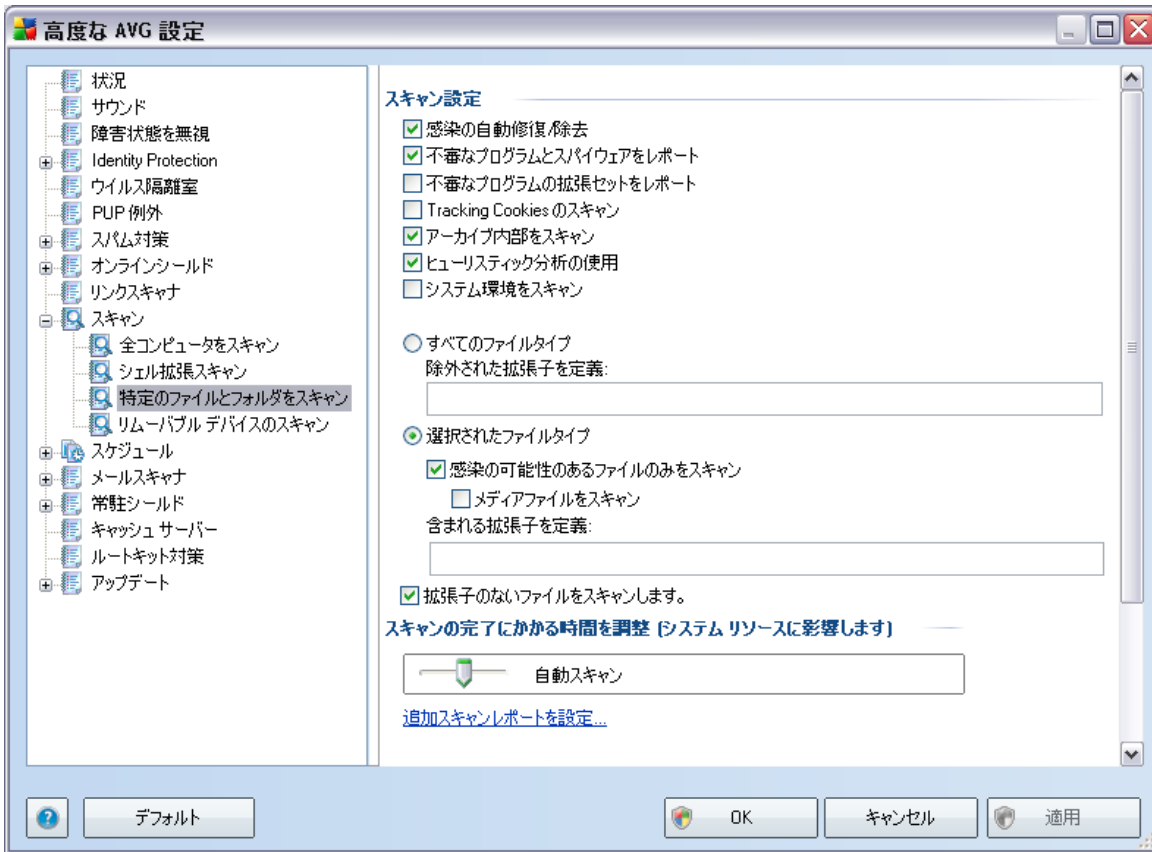 高度な AVG 設定
状況
サウンド
障害状態を無視
Identity Protection
ウイルス隔離室
PUP 例外
スパム対策
オンラインシールド
リンクスキャナ
スキャン
全コンピュータをスキャン
シェル拡張スキャン
特定のファイルとフォルダをスキャン
リムーバブル デバイスのスキャン
スケジュール
メールスキャナ
常駐シールド
キャッシュ サーバー
ルートキット対策
アップデート
スキャン設定
感染の自動修復/除去
不審なプログラムとスパイウェアをレポート
不審なプログラムの拡張セットをレポート
Tracking Cookies のスキャン
アーカイブ内部をスキャン
ヒューリスティック分析の使用
システム環境をスキャン
すべてのファイルタイプ
除外された拡張子を定義:
選択されたファイルタイプ
感染の可能性のあるファイルのみをスキャン
メディアファイルをスキャン
含まれる拡張子を定義:
拡張子のないファイルをスキャンします。
スキャンの完了にかかる時間を調整 (システム リソースに影響します)
自動スキャン
追加スキャンレポートを設定...
?
デフォルト
OK
キャンセル
適用